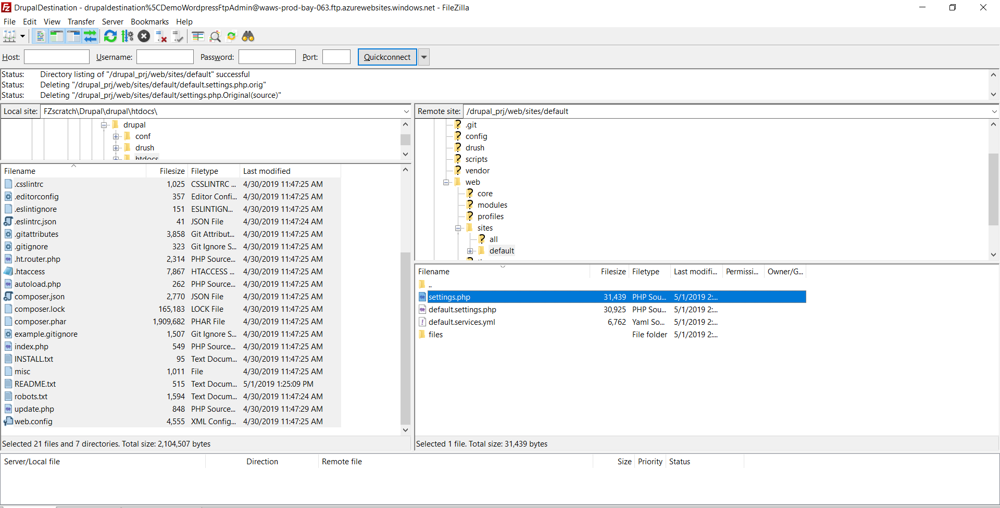 DrupalDestination - drupaldestination%5CDemoWordpressFtpAdmin@waws-prod-bay-063.ftp.azurewebsites.windows.net - FileZilla
File Edit View Transfer Server Bookmarks Help
Host: Username: Password: Port: Quickconnect
Status: Directory listing of "/drupal_prj/web/sites/default" successful
Status: Deleting "/drupal_prj/web/sites/default/default.settings.php.orig"
Status: Deleting "/drupal_prj/web/sites/default/settings.php.Original(source)"
Local site: FZscratch\Drupal\drupal\htdocs\
drupal
conf
drush
htdocs
Filename Filesize Filetype Last modified
.csslintrc 1,025 CSSLINTRC ... 4/30/2019 11:47:25 AM
.editorconfig 357 Editor Confi... 4/30/2019 11:47:25 AM
.eslintignore 151 ESLINTIGN... 4/30/2019 11:47:25 AM
.eslintrc.json 41 JSON File 4/30/2019 11:47:24 AM
.gitattributes 3,858 Git Attribut... 4/30/2019 11:47:25 AM
.gitignore 323 Git Ignore S... 4/30/2019 11:47:25 AM
.ht.router.php 2,314 PHP Source... 4/30/2019 11:47:25 AM
.htaccess 7,867 HTACCESS ... 4/30/2019 11:47:25 AM
autoload.php 262 PHP Source... 4/30/2019 11:47:25 AM
composer.json 2,770 JSON File 4/30/2019 11:47:25 AM
composer.lock 165,183 LOCK File 4/30/2019 11:47:25 AM
composer.phar 1,909,682 PHAR File 4/30/2019 11:47:25 AM
example.gitignore 1,507 Git Ignore S... 4/30/2019 11:47:25 AM
index.php 549 PHP Source... 4/30/2019 11:47:25 AM
INSTALL.txt 95 Text Docum... 4/30/2019 11:47:25 AM
misc 1,011 File 4/30/2019 11:47:25 AM
README.txt 515 Text Docum... 5/1/2019 1:25:09 PM
robots.txt 1,594 Text Docum... 4/30/2019 11:47:24 AM
update.php 848 PHP Source... 4/30/2019 11:47:29 AM
web.config 4,555 XML Config... 4/30/2019 11:47:25 AM
Selected 21 files and 7 directories. Total size: 2,104,507 bytes
Remote site: /drupal_prj/web/sites/default
.git
config
drush
scripts
vendor
web
core
modules
profiles
sites
all
default
Filename Filesize Filetype Last modifi... Permissi... Owner/G...
..
settings.php 31,439 PHP Sou... 5/1/2019 2:...
default.settings.php 30,925 PHP Sou... 5/1/2019 2:...
default.services.yml 6,762 Yaml So... 5/1/2019 2:...
files File folder 5/1/2019 2:...
Selected 1 file. Total size: 31,439 bytes
Server/Local file Direction Remote file Size Priority Status